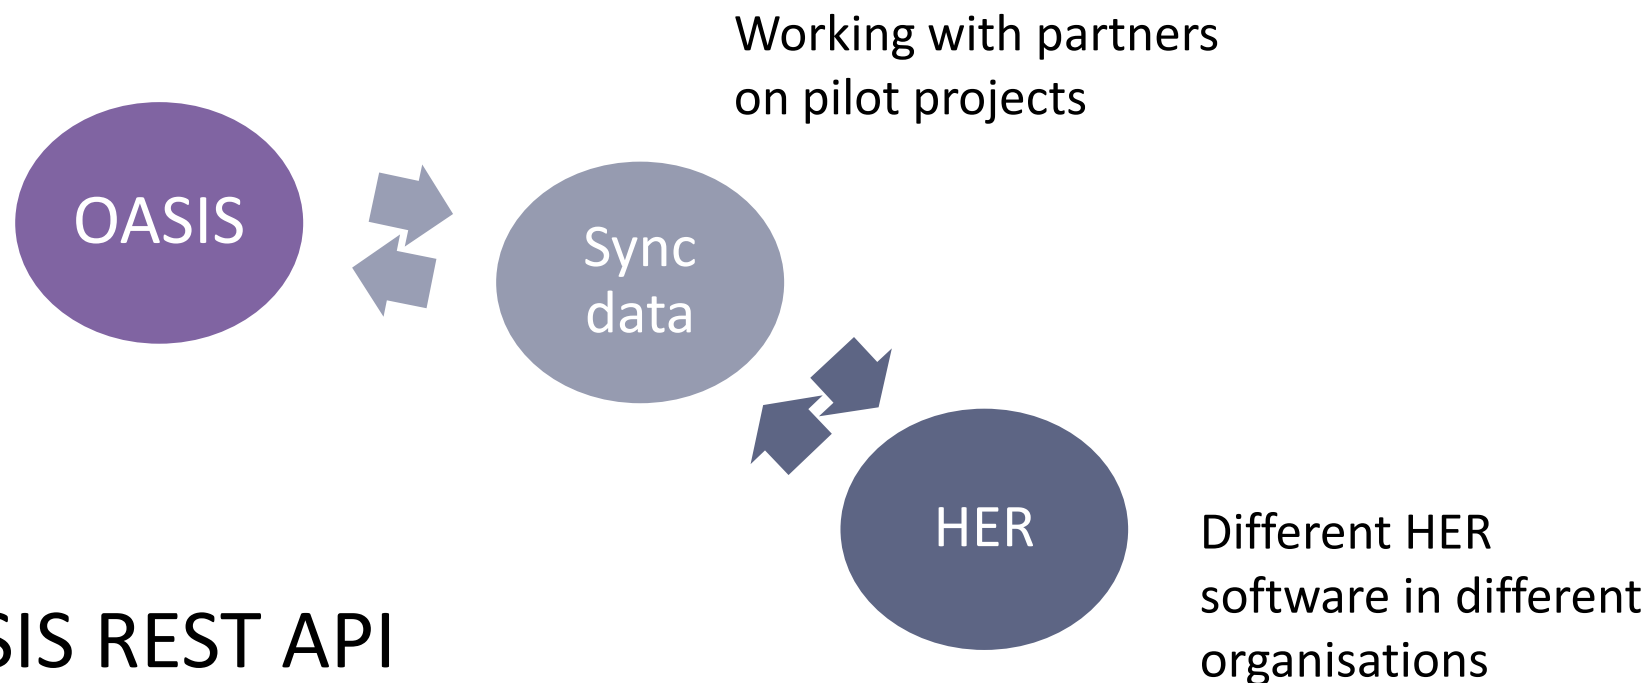 Working with partners
on pilot projects
OASIS
Sync
data
HER
Different HER
software in different
organisations
SIS REST API